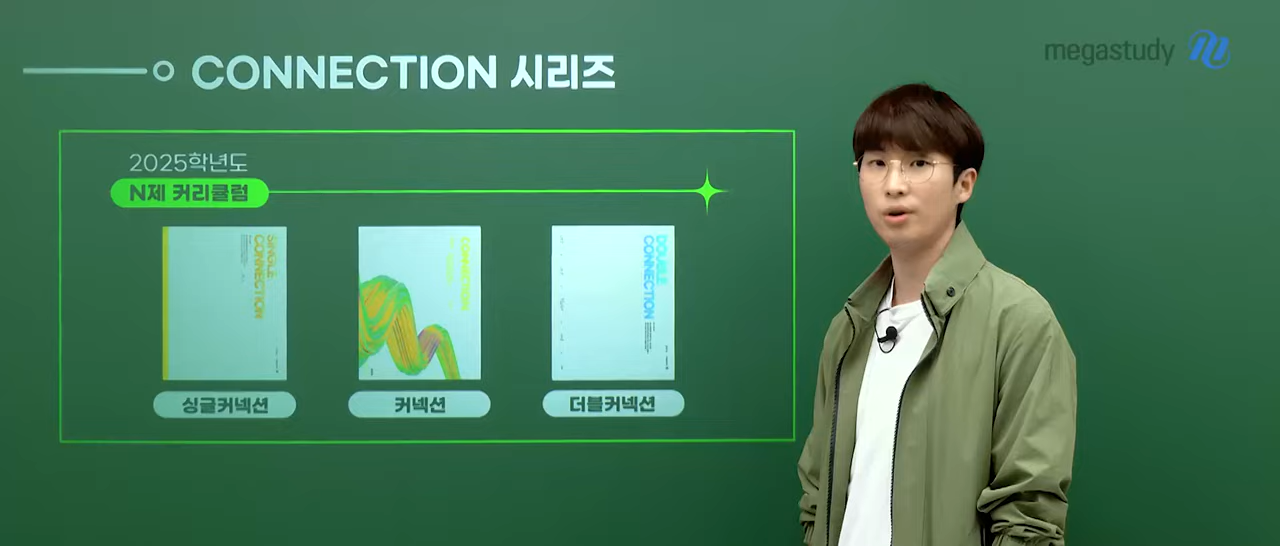 CONNECTION 시리즈
megastudy
2025학년도
N제 커리큘럼
SINGLE
CONNECTION
CONNECTION
DOUBLE
CONNECTION
싱글커넥션
커넥션
더블커넥션